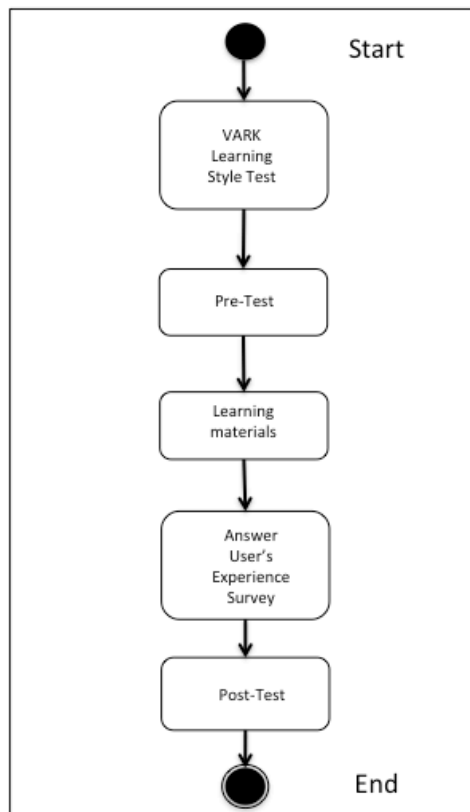 Start
VARK
Learning
Style Test
Pre-Test
Learning
materials
Answer
User's
Experience
Survey
Post-Test
End